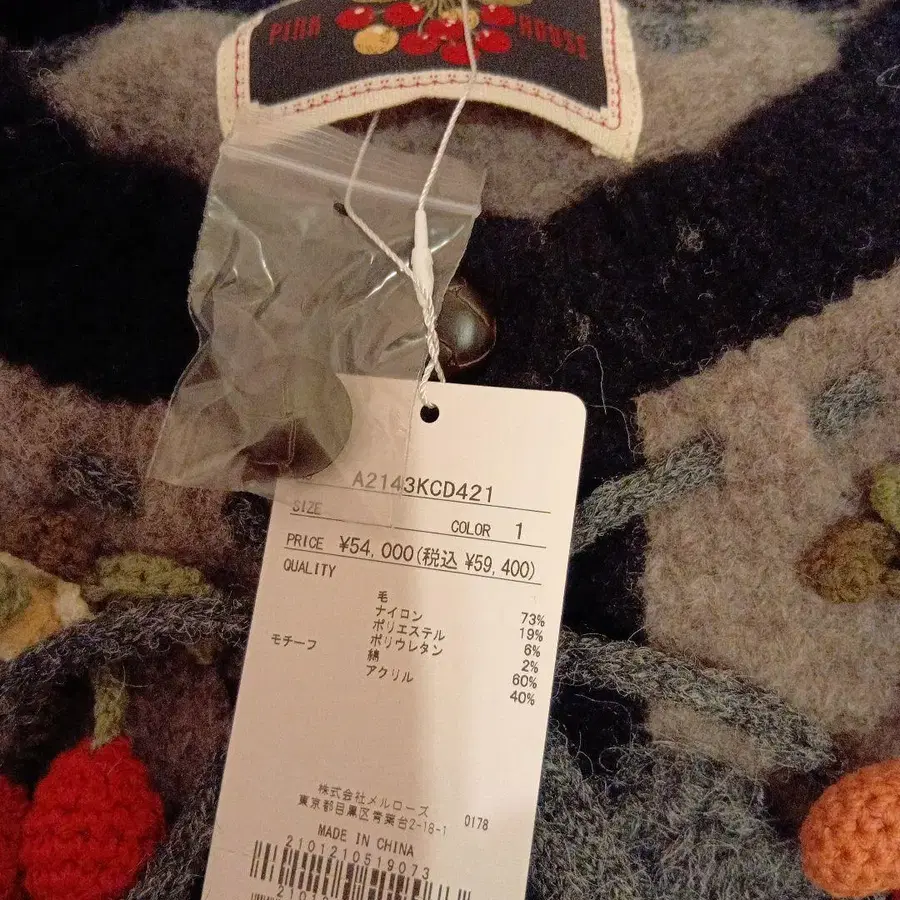 PINK HOUSE
A2143KCD421
SIZE
COLOR 1
PRICE ¥54,000(税込 ¥59,400)
QUALITY
毛 73%
ナイロン 19%
ポリエステル 6%
ポリウレタン 2%
モチーフ 綿 60%
アクリル 40%
株式会社メルローズ
東京都目黒区青葉台2-18-1 0178
MADE IN CHINA
2101210519073